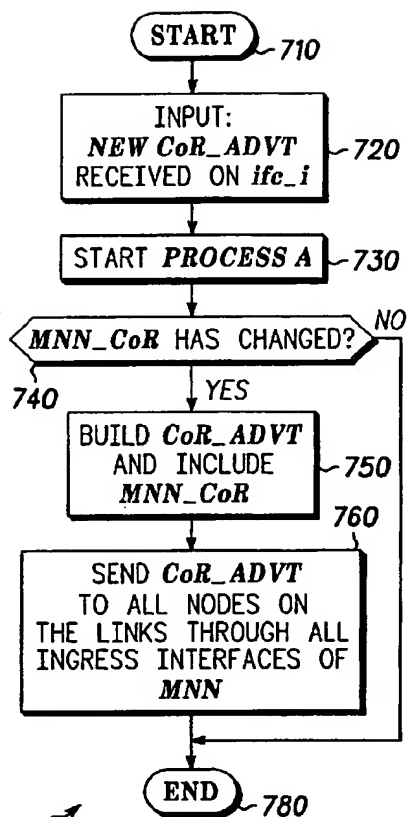 START
710
INPUT:
NEW CoR_ADVT
RECEIVED ON ifc_i
720
START PROCESS A
730
MNN_CoR HAS CHANGED?
NO
740
YES
BUILD CoR_ADVT
AND INCLUDE
MNN_CoR
750
760
SEND CoR_ADVT
TO ALL NODES ON
THE LINKS THROUGH ALL
INGRESS INTERFACES OF
MNN
END
780